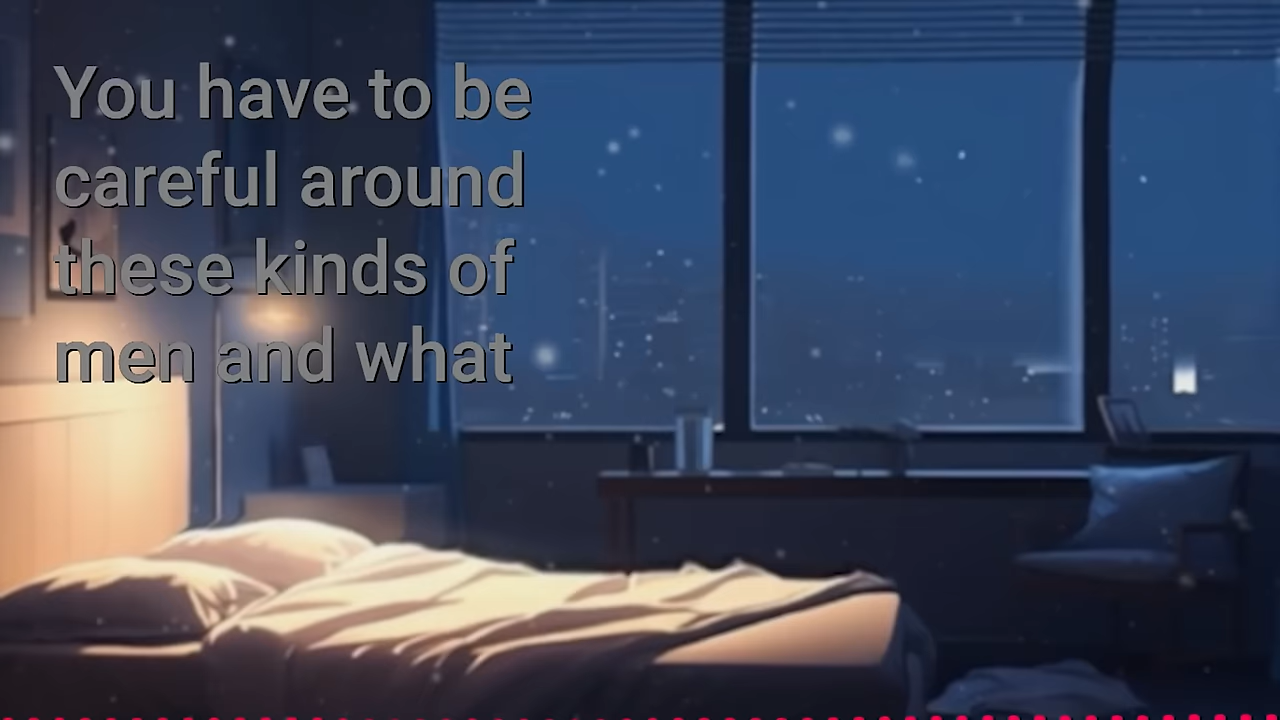 You have to be
careful around
these kinds of
men and what